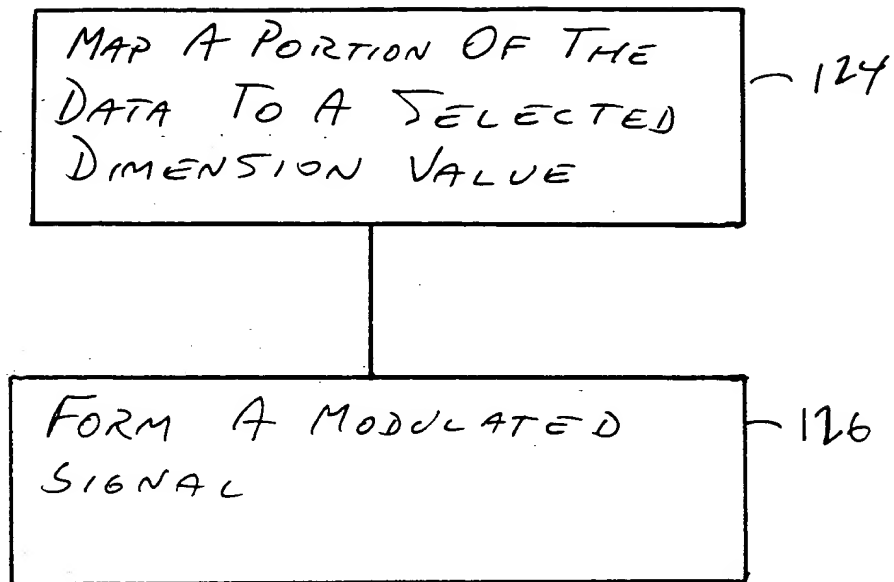 MAP A PORTION OF THE
DATA TO A SELECTED
DIMENSION VALUE
124
FORM A MODULATED
SIGNAL
126